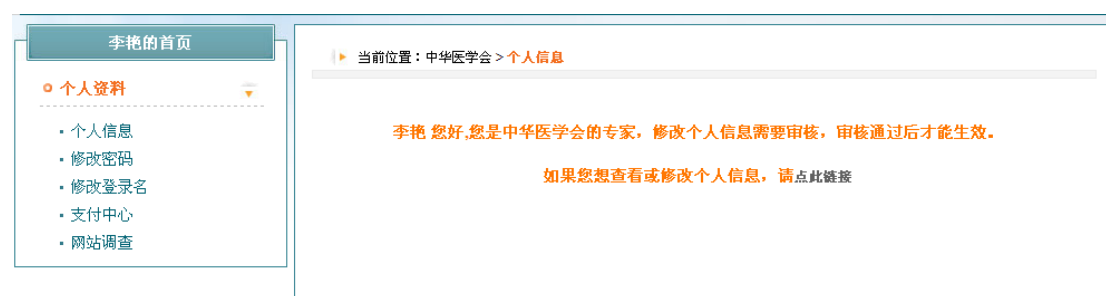 李艳的首页
个人资料
个人信息
修改密码
修改登录名
支付中心
网站调查
当前位置：中华医学会 > 个人信息
李艳 您好,您是中华医学会的专家，修改个人信息需要审核，审核通过后才能生效。
如果您想查看或修改个人信息，请点此链接